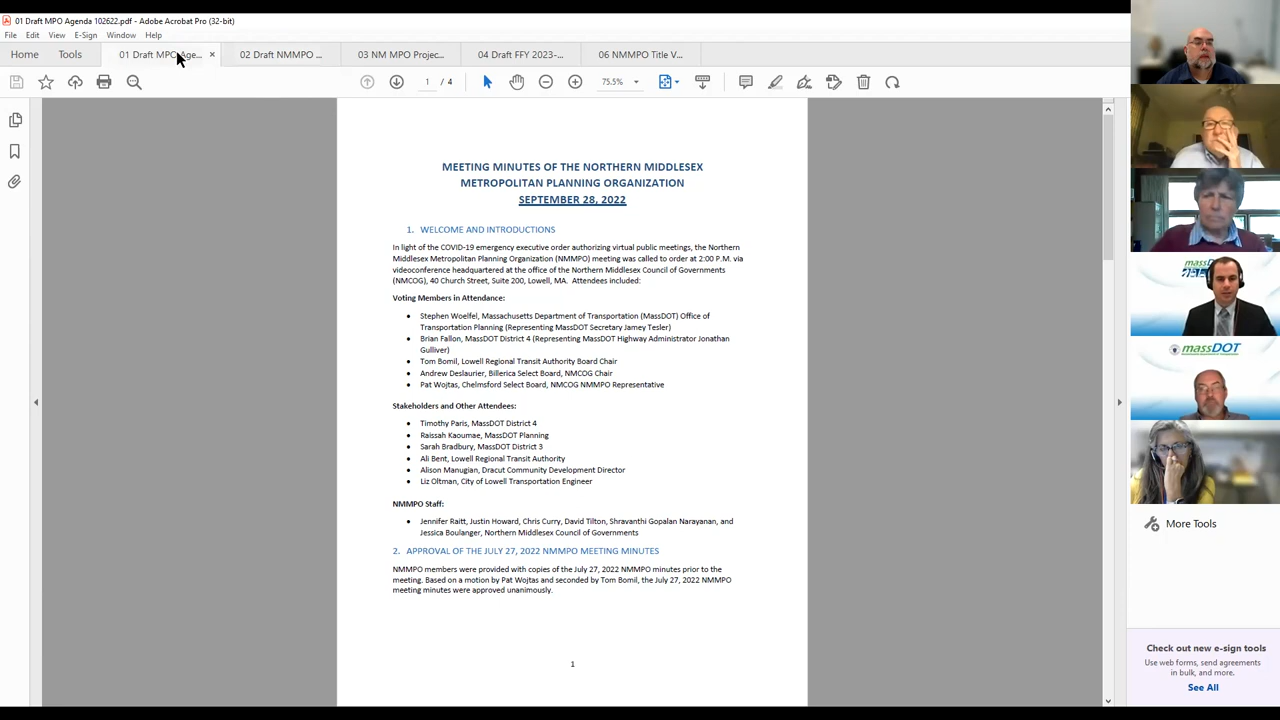 01 Draft MPO Agenda 102622.pdf - Adobe Acrobat Pro (32-bit)
File Edit View E-Sign Window Help
Home Tools 01 Draft MPO Age... × 02 Draft NMMPO ... 03 NM MPO Projec... 04 Draft FFY 2023-... 06 NMMPO Title V...
1 / 4 75.5%
MEETING MINUTES OF THE NORTHERN MIDDLESEX
METROPOLITAN PLANNING ORGANIZATION
SEPTEMBER 28, 2022
1. WELCOME AND INTRODUCTIONS
In light of the COVID-19 emergency executive order authorizing virtual public meetings, the Northern
Middlesex Metropolitan Planning Organization (NMMPO) meeting was called to order at 2:00 P.M. via
videoconference headquartered at the office of the Northern Middlesex Council of Governments
(NMCOG), 40 Church Street, Suite 200, Lowell, MA. Attendees included:
Voting Members in Attendance:
• Stephen Woelfel, Massachusetts Department of Transportation (MassDOT) Office of
Transportation Planning (Representing MassDOT Secretary Jamey Tesler)
• Brian Fallon, MassDOT District 4 (Representing MassDOT Highway Administrator Jonathan
Gulliver)
• Tom Bomil, Lowell Regional Transit Authority Board Chair
• Andrew Deslaurier, Billerica Select Board, NMCOG Chair
• Pat Wojtas, Chelmsford Select Board, NMCOG NMMPO Representative
Stakeholders and Other Attendees:
• Timothy Paris, MassDOT District 4
• Raissah Kaoumae, MassDOT Planning
• Sarah Bradbury, MassDOT District 3
• Ali Bent, Lowell Regional Transit Authority
• Alison Manugian, Dracut Community Development Director
• Liz Oltman, City of Lowell Transportation Engineer
NMMPO Staff:
• Jennifer Raitt, Justin Howard, Chris Curry, David Tilton, Shravanthi Gopalan Narayanan, and
Jessica Boulanger, Northern Middlesex Council of Governments
2. APPROVAL OF THE JULY 27, 2022 NMMPO MEETING MINUTES
NMMPO members were provided with copies of the July 27, 2022 NMMPO minutes prior to the
meeting. Based on a motion by Pat Wojtas and seconded by Tom Bomil, the July 27, 2022 NMMPO
meeting minutes were approved unanimously.
1
massDOT
More Tools
Check out new e-sign tools
Use web forms, send agreements
in bulk, and more.
See All